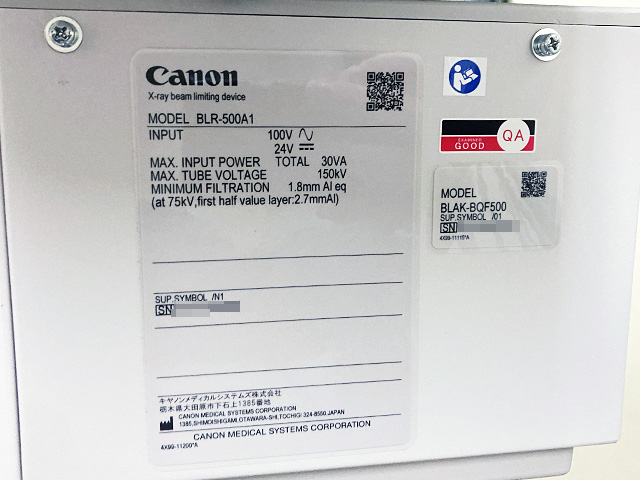 Canon
X-ray beam limiting device
MODEL BLR-500A1
INPUT 100V
24V
MAX. INPUT POWER TOTAL 30VA
MAX. TUBE VOLTAGE 150kV
MINIMUM FILTRATION 1.8mm Al eq
(at 75kV,first half value layer:2.7mmAl)
SUP.SYMBOL /N1
SN
キヤノンメディカルシステムズ株式会社
栃木県大田原市下石上1385番地
CANON MEDICAL SYSTEMS CORPORATION
1385,SHIMOISHIGAMI,OTAWARA-SHI,TOCHIGI 324-8550,JAPAN
CANON MEDICAL SYSTEMS CORPORATION
4X99-11200*A
EXAMINED
GOOD
QA
MODEL
BLAK-BQF500
SUP.SYMBOL /01
SN